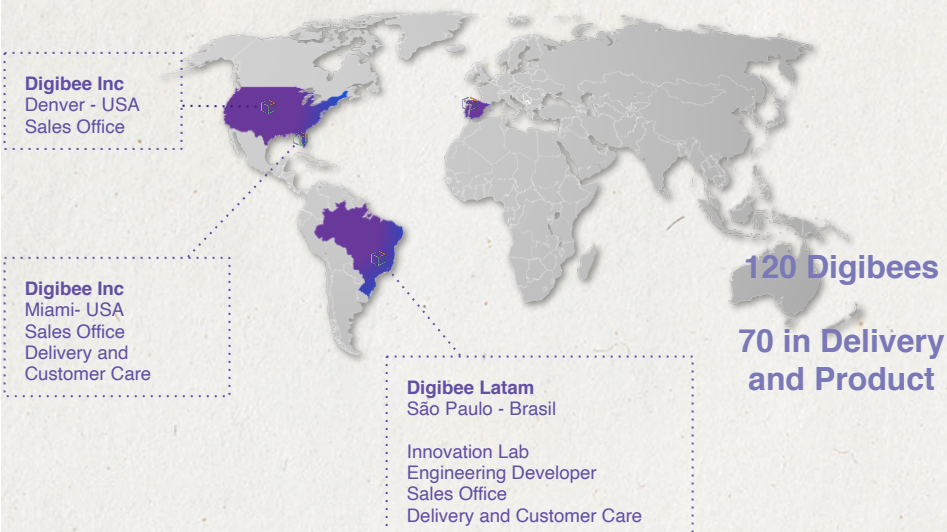 Digibee Inc
Denver - USA
Sales Office
Digibee Inc
Miami- USA
Sales Office
Delivery and
Customer Care
Digibee Latam
São Paulo - Brasil
Innovation Lab
Engineering Developer
Sales Office
Delivery and Customer Care
120 Digibees
70 in Delivery
and Product